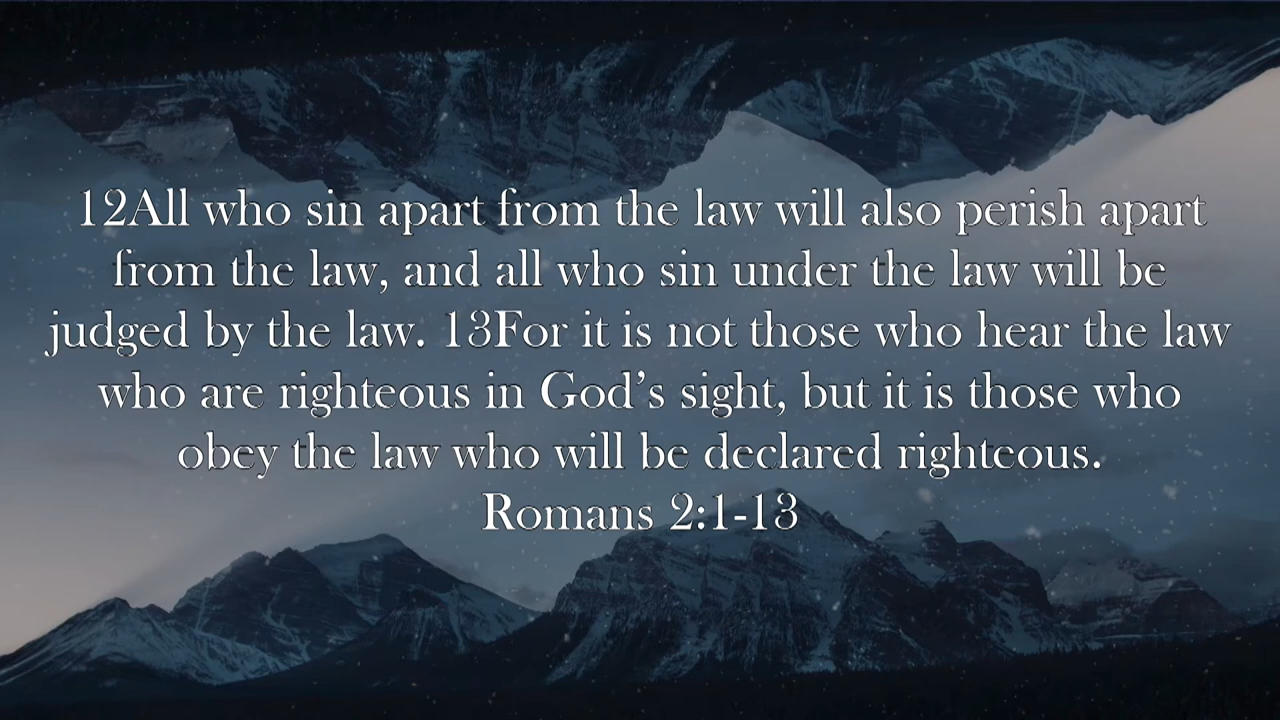 12All who sin apart from the law will also perish apart
from the law, and all who sin under the law will be
judged by the law. 13For it is not those who hear the law
who are righteous in God’s sight, but it is those who
obey the law who will be declared righteous.
Romans 2:1-13